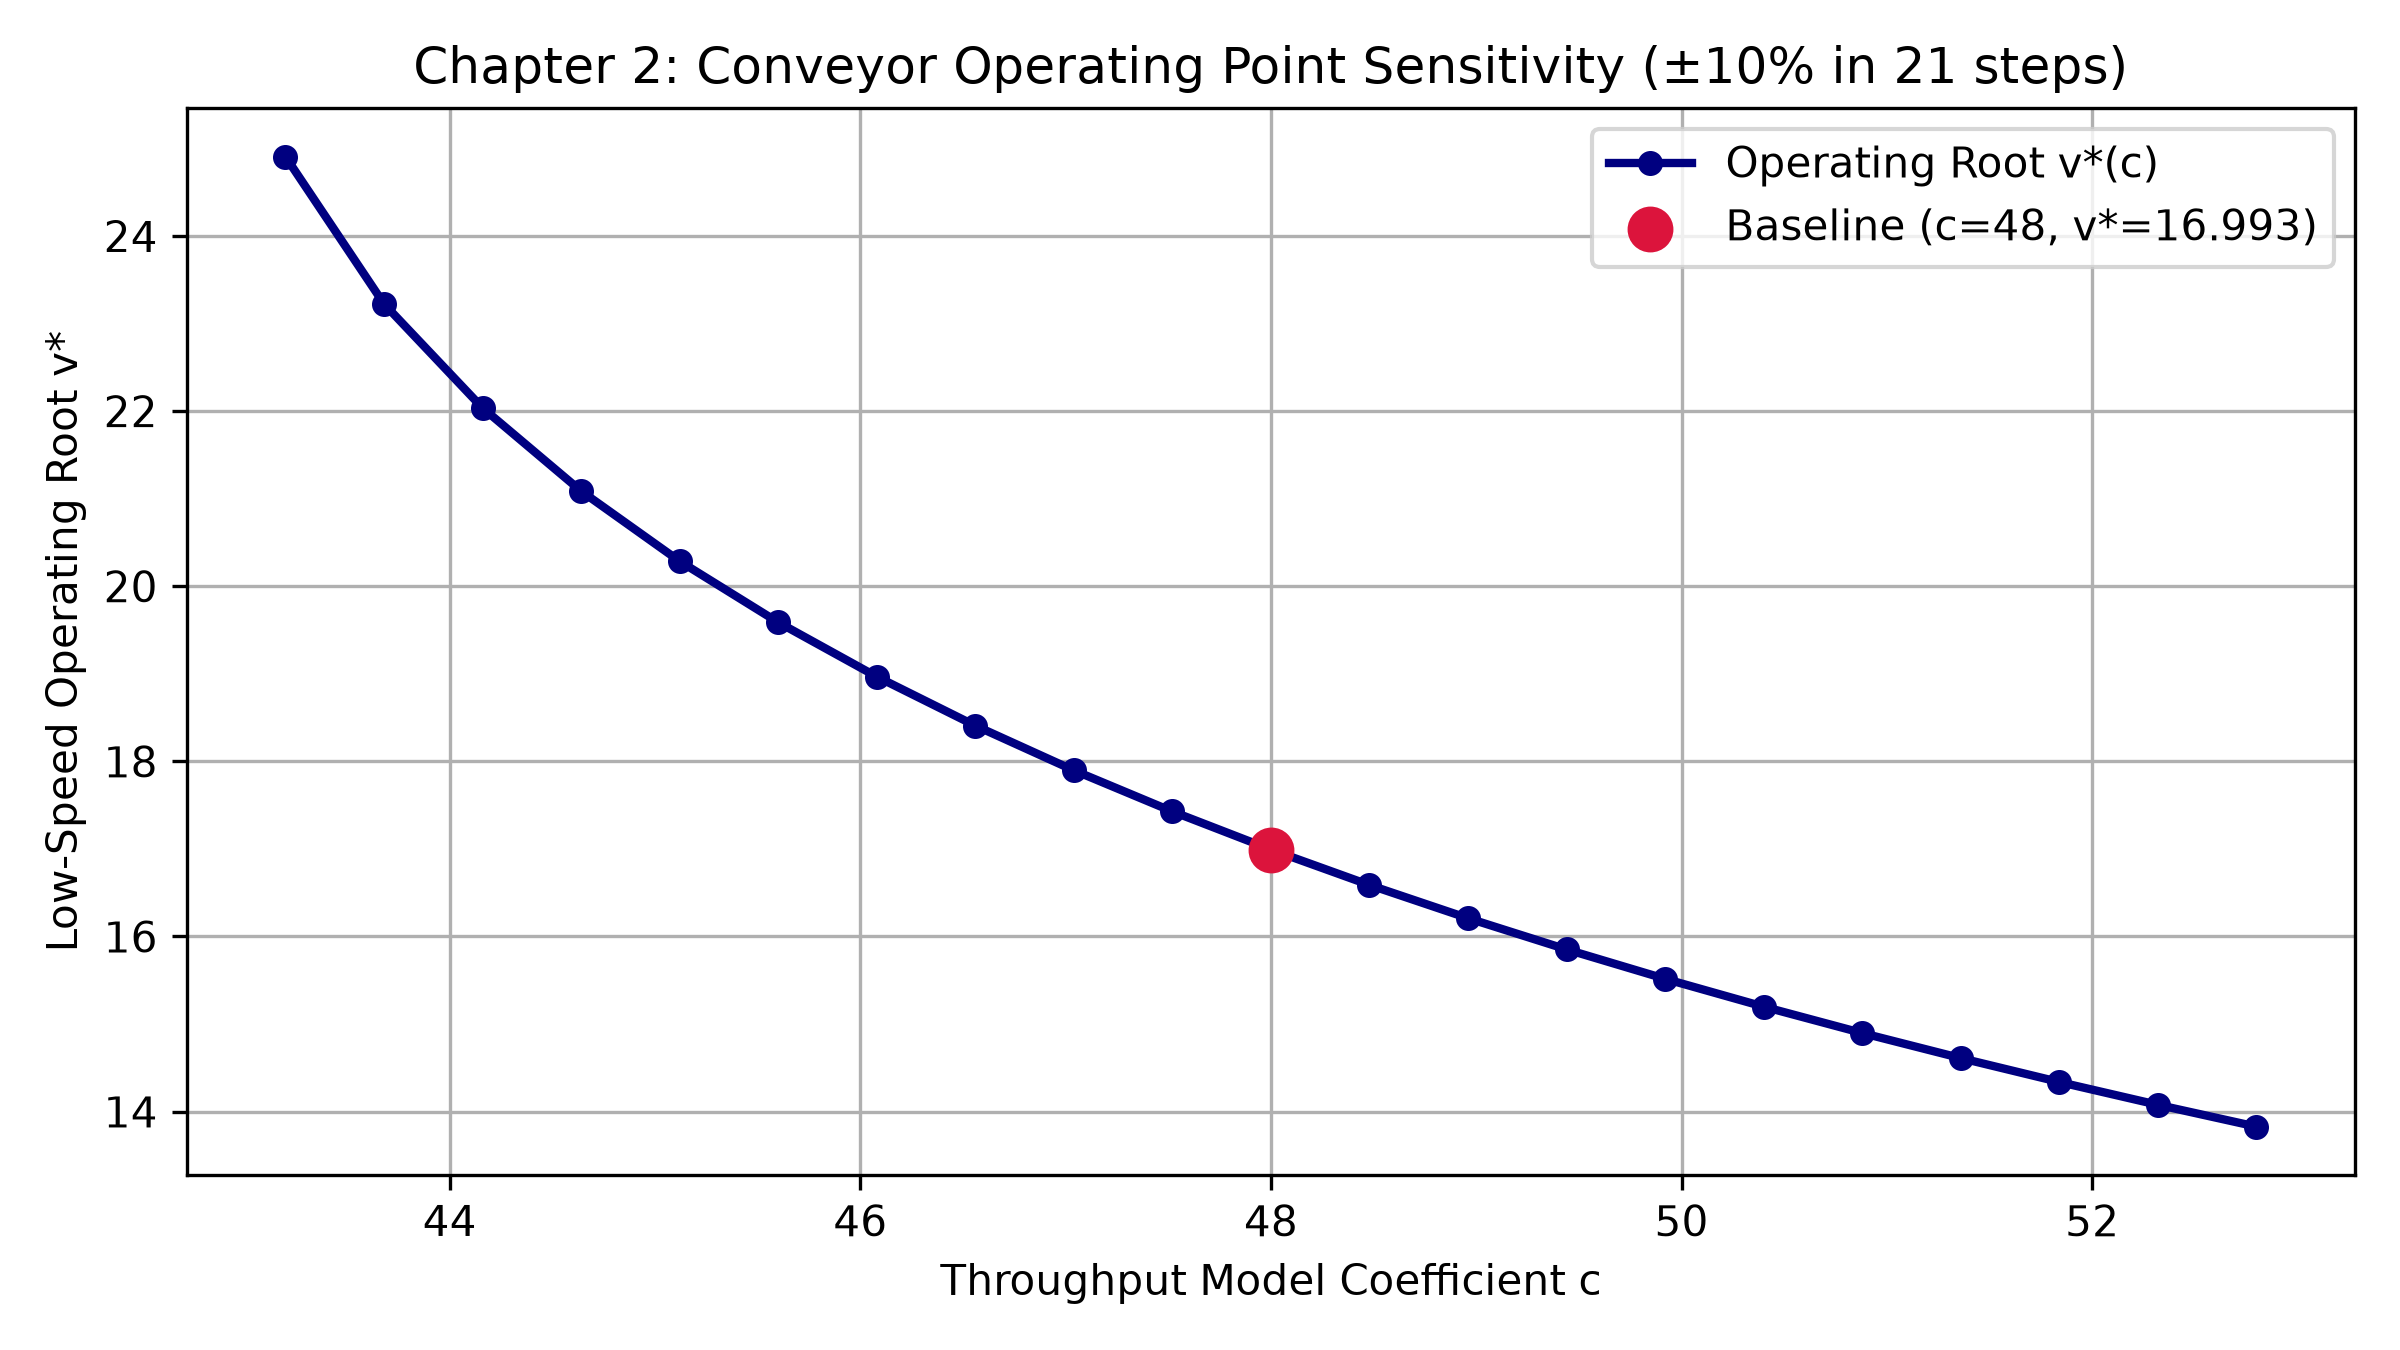 Chapter 2: Conveyor Operating Point Sensitivity (±10% in 21 steps)
Operating Root v*(c)
Baseline (c=48, v*=16.993)
Low-Speed Operating Root v*
24
22
20
18
16
14
44
46
48
50
52
Throughput Model Coefficient c